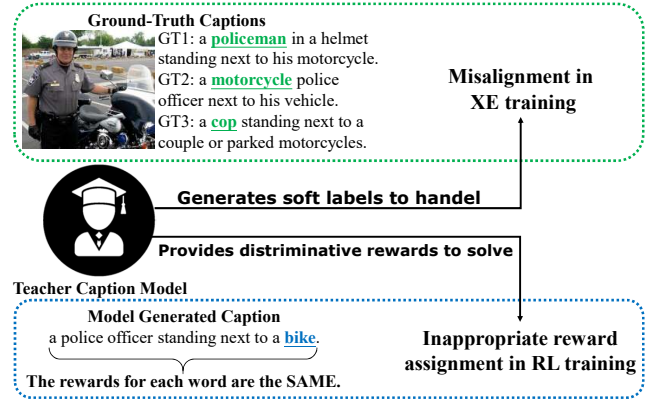 Ground-Truth Captions
GT1: a policeman in a helmet
standing next to his motorcycle.
GT2: a motorcycle police
officer next to his vehicle.
GT3: a cop standing next to a
couple or parked motorcycles.
Misalignment in
XE training
Generates soft labels to handel
Provides distriminative rewards to solve
Teacher Caption Model
Model Generated Caption
a police officer standing next to a bike.
The rewards for each word are the SAME.
Inappropriate reward
assignment in RL training